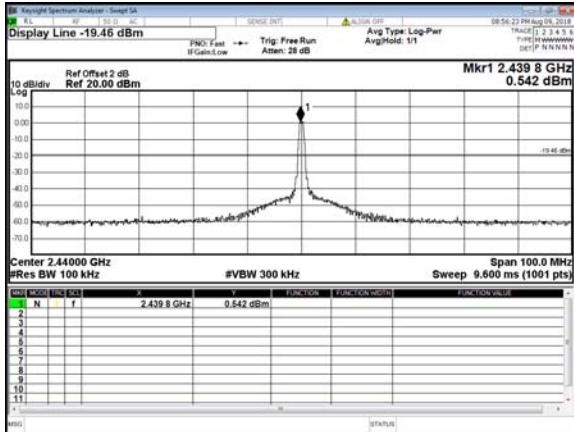 Keysight Spectrum Analyzer - Swept SA
RL RF 50 Ω AC SENSE:INT ALIGN OFF 08:56:23 PM Aug 09, 2018
Display Line -19.46 dBm
PNO: Fast Trig: Free Run Avg Type: Log-Pwr TRACE 1 2 3 4 5 6
IFGain:Low Atten: 28 dB Avg|Hold: 1/1 TYPE M WWWWW
DET P N N N N N
Ref Offset 2 dB Mkr1 2.439 8 GHz
10 dB/div Ref 20.00 dBm 0.542 dBm
Log
10.0
1
0.00
-10.0
-19.46 dBm
-20.0
-30.0
-40.0
-50.0
-60.0
-70.0
Center 2.44000 GHz Span 100.0 MHz
#Res BW 100 kHz #VBW 300 kHz Sweep 9.600 ms (1001 pts)
MKR MODE TRC SCL X Y FUNCTION FUNCTION WIDTH FUNCTION VALUE
1 N 1 f 2.439 8 GHz 0.542 dBm
2
3
4
5
6
7
8
9
10
11
MSG STATUS